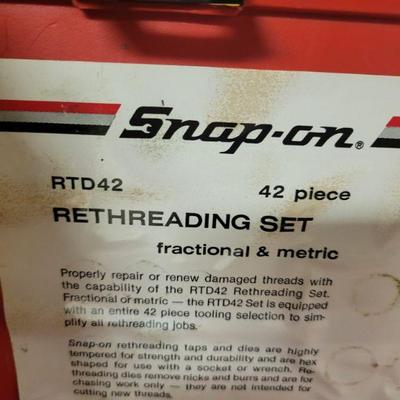 Snap-on®
RTD42 42 piece
RETHREADING SET
fractional & metric
Properly repair or renew damaged threads with
the capability of the RTD42 Rethreading Set.
Fractional or metric — the RTD42 Set is equipped
with an entire 42 piece tooling selection to sim-
plify all rethreading jobs.
Snap-on rethreading taps and dies are highly
tempered for strength and durability and are hex
shaped for use with a socket or wrench. Re-
threading dies remove nicks and burrs and are for
chasing work only — they are not intended for
cutting new threads.